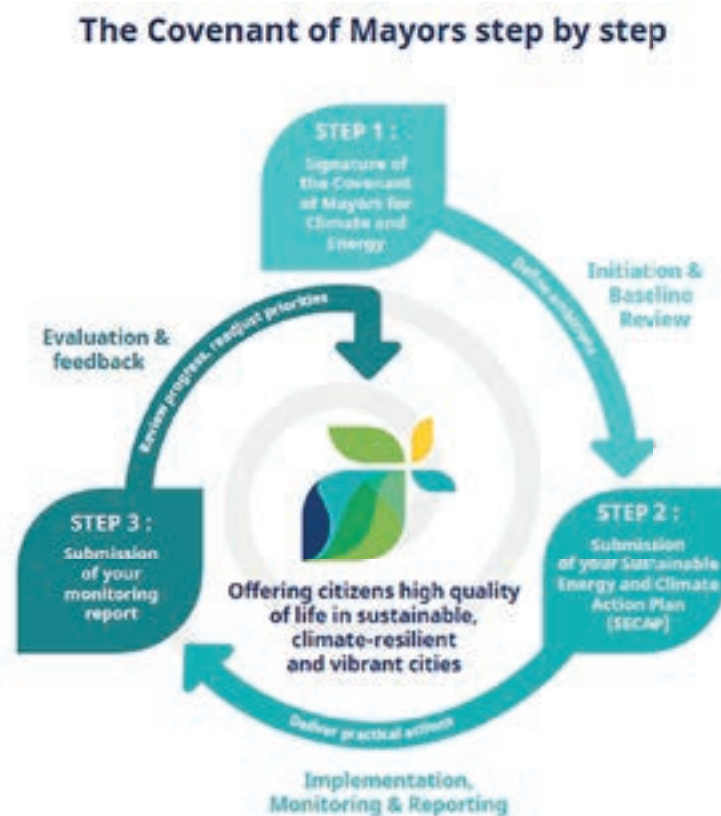 The Covenant of Mayors step by step
STEP 1 :
Signature of
the Covenant
of Mayors for
Climate and
Energy
Define ambitions
Initiation &
Baseline
Review
STEP 2 :
Submission
of your Sustainable
Energy and Climate
Action Plan
(SECAP)
Deliver practical actions
Implementation,
Monitoring & Reporting
STEP 3 :
Submission
of your
monitoring
report
Review progress, readjust priorities
Evaluation &
feedback
Offering citizens high quality
of life in sustainable,
climate-resilient
and vibrant cities